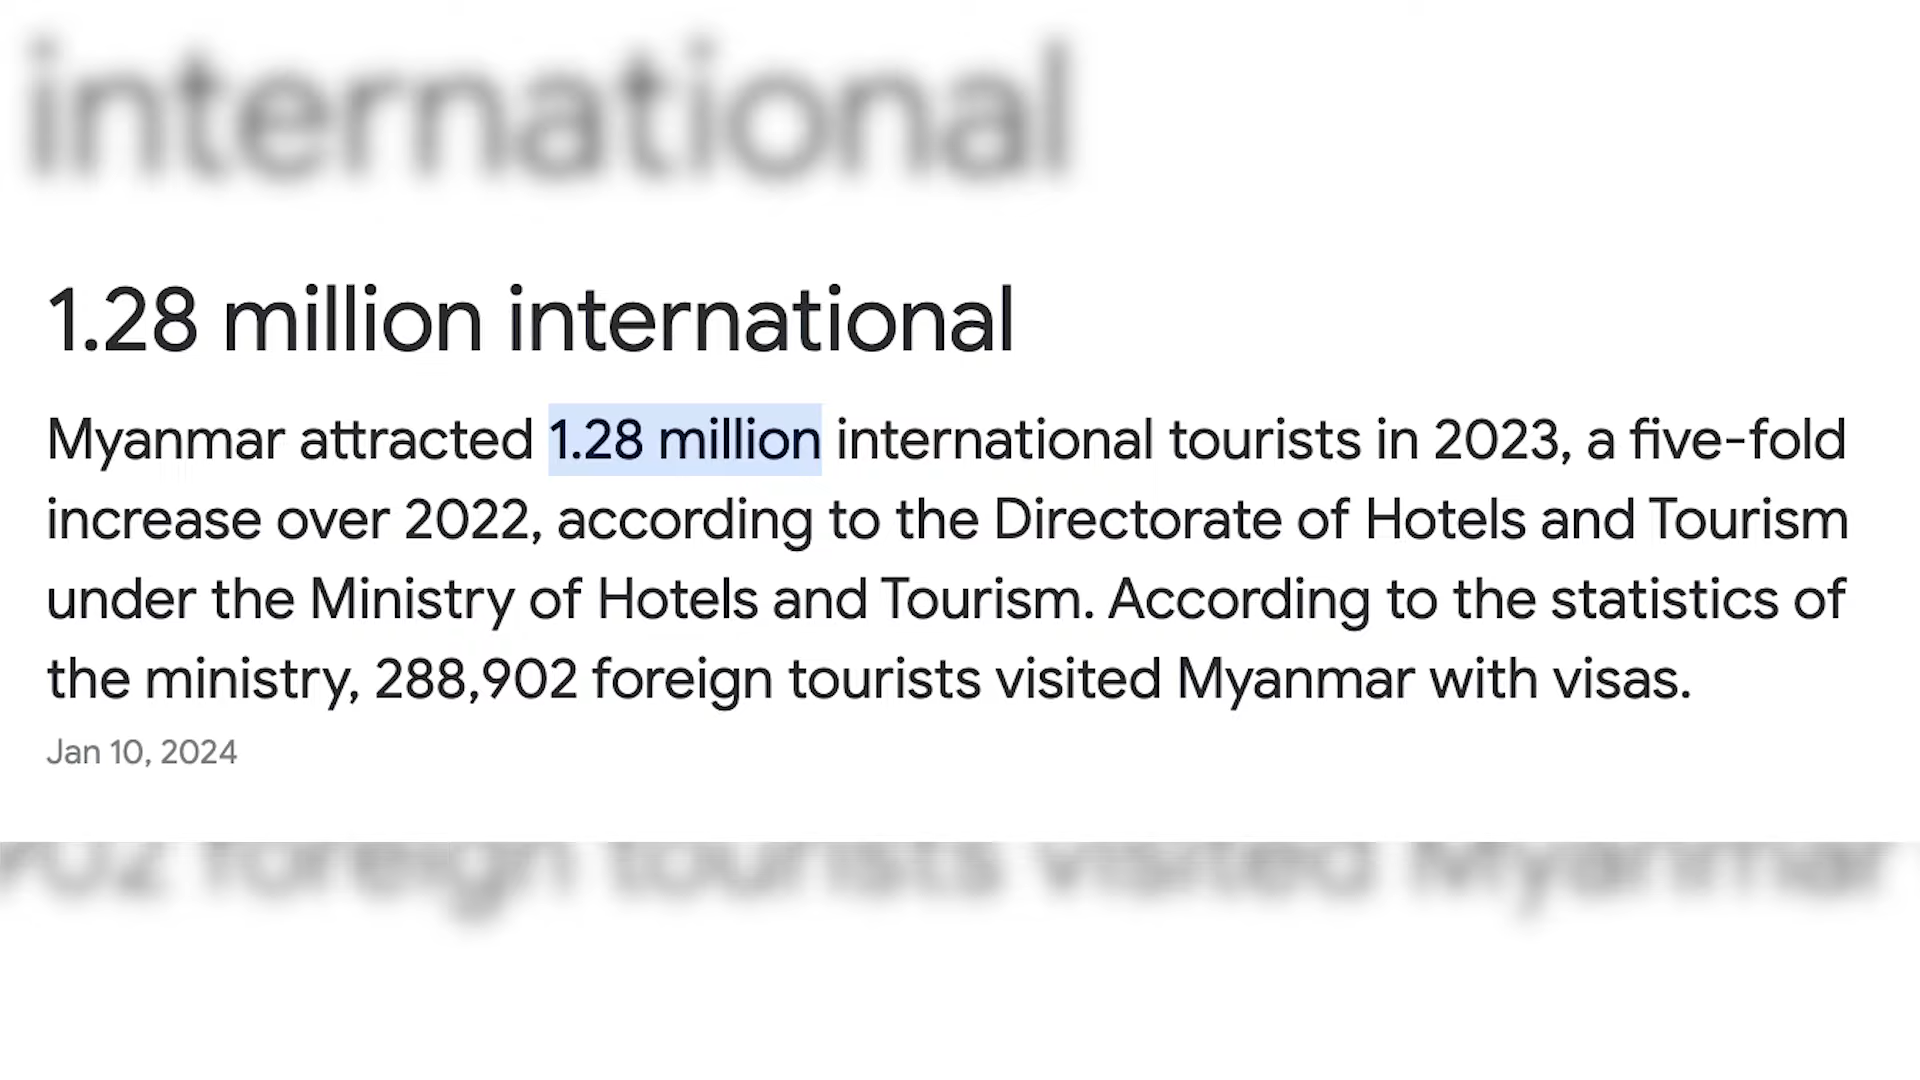 international
1.28 million international
Myanmar attracted 1.28 million international tourists in 2023, a five-fold
increase over 2022, according to the Directorate of Hotels and Tourism
under the Ministry of Hotels and Tourism. According to the statistics of
the ministry, 288,902 foreign tourists visited Myanmar with visas.
Jan 10, 2024
902 foreign tourists visited Myanmar